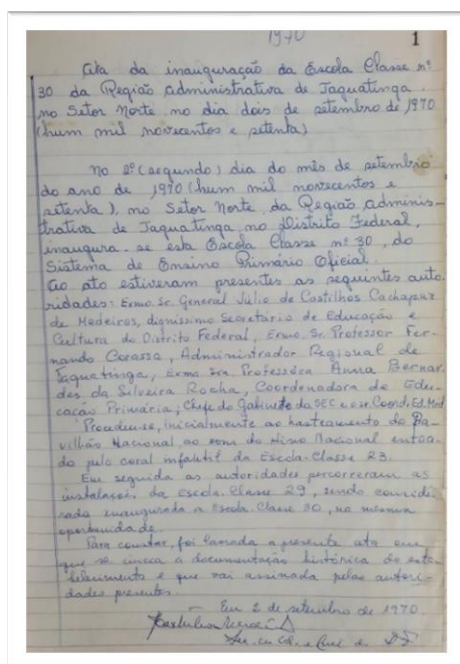 1970
1
Ata da inauguração da Escola Classe nº
30 da Região Administrativa de Taguatinga
no Setor Norte no dia dois de setembro de 1970
(hum mil novecentos e setenta)
No 2º (segundo) dia do mês de setembro
do ano de 1970 (hum mil novecentos e
setenta), no Setor Norte da Região adminis-
trativa de Taguatinga no Distrito Federal,
inaugura-se esta Escola Classe nº 30, do
Sistema de Ensino Primário Oficial.
Ao ato estiveram presentes as seguintes auto
ridades: Exmo. Sr. General Julio de Castilhos Cachapuz
de Medeiros, digníssimo Secretário de Educação e
Cultura do Distrito Federal, Exmo. Sr. Professor Fer-
nando Corassa, Administrador Regional de
Taguatinga, Exma. Sra. Professora Anna Bernar
des da Silveira Rocha, Coordenadora de Edu-
cação Primária, Chefe do Gabinete da SEC e o sr. Coord. Ed. Med
Procedeu-se, inicialmente ao hasteamento do Pa-
vilhão Nacional ao som do Hino Nacional entoa-
do pelo coral infantil da Escola-Classe 23.
Em seguida as autoridades percorreram as
instalações da Escola-Classe 29, sendo conside
rada inaugurada a Escola Classe 30, na mesma
oportunidade.
Para constar, foi lavrada a presente ata em
que se inicia a documentação histórica do esta
belecimento e que vai assinada pelas autori-
dades presentes.
Em 2 de setembro de 1970.